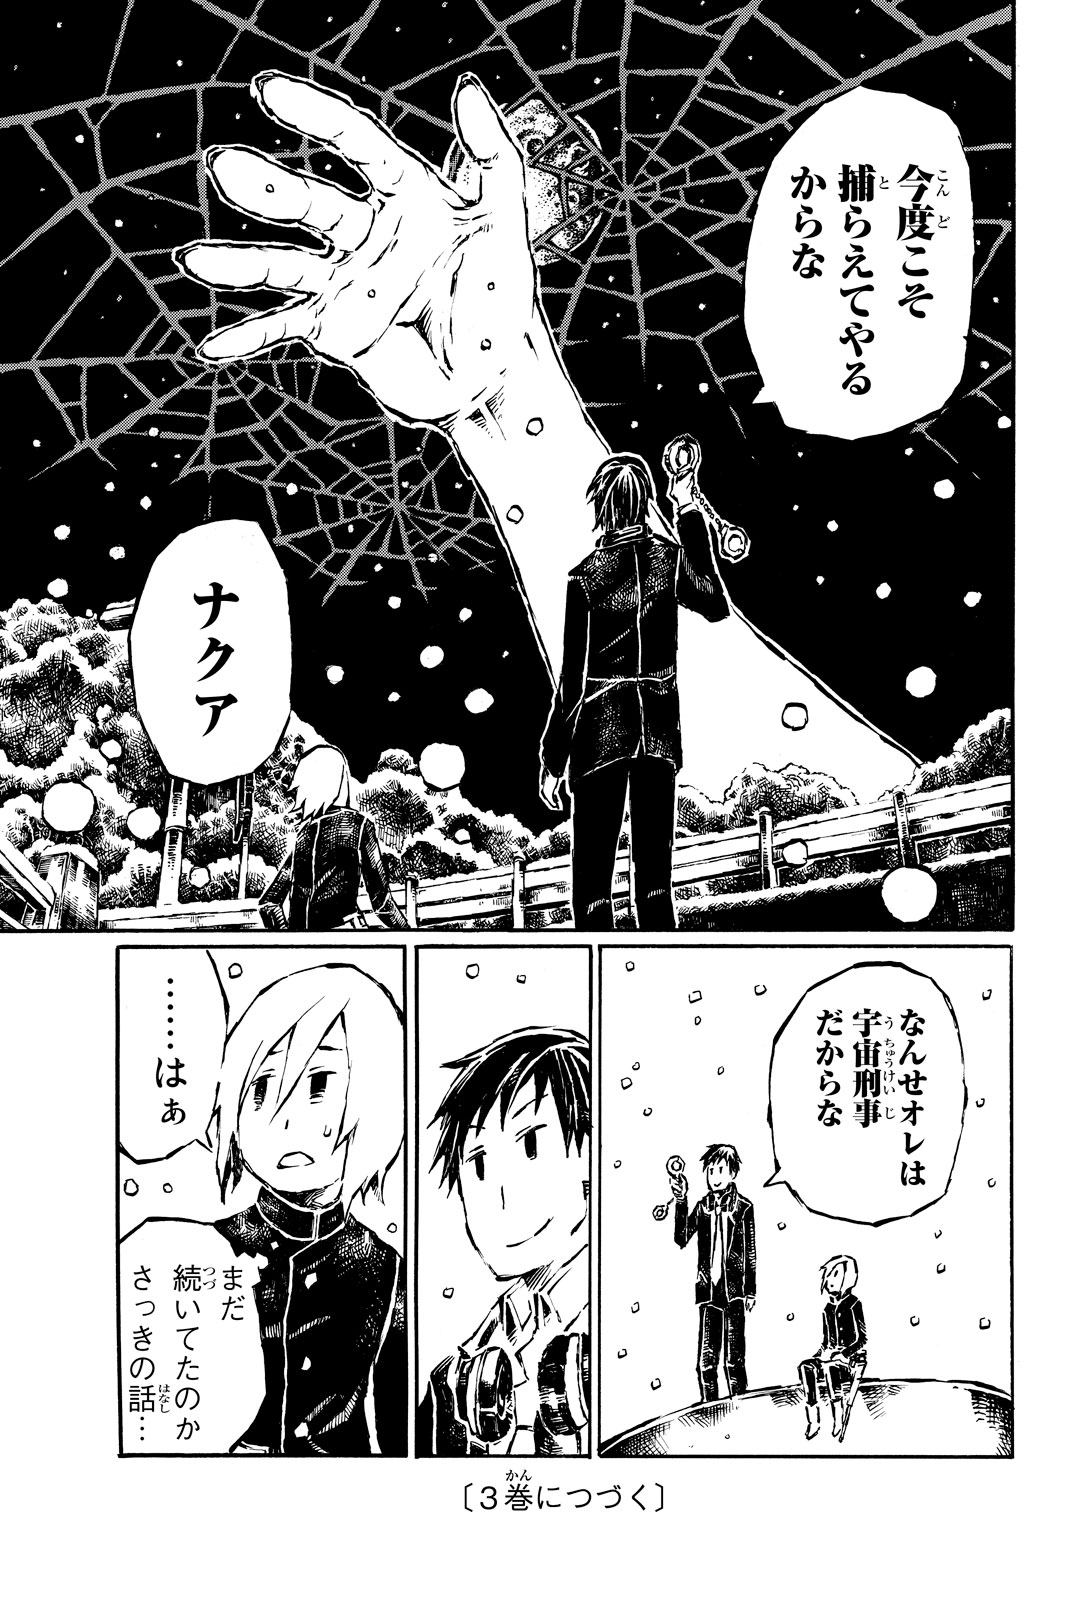 今度こそ
捕らえてやる
からな
ナクア
なんせオレは
宇宙刑事
だからな
……はぁ
まだ
続いてたのか
さっきの話…
〔3巻につづく〕